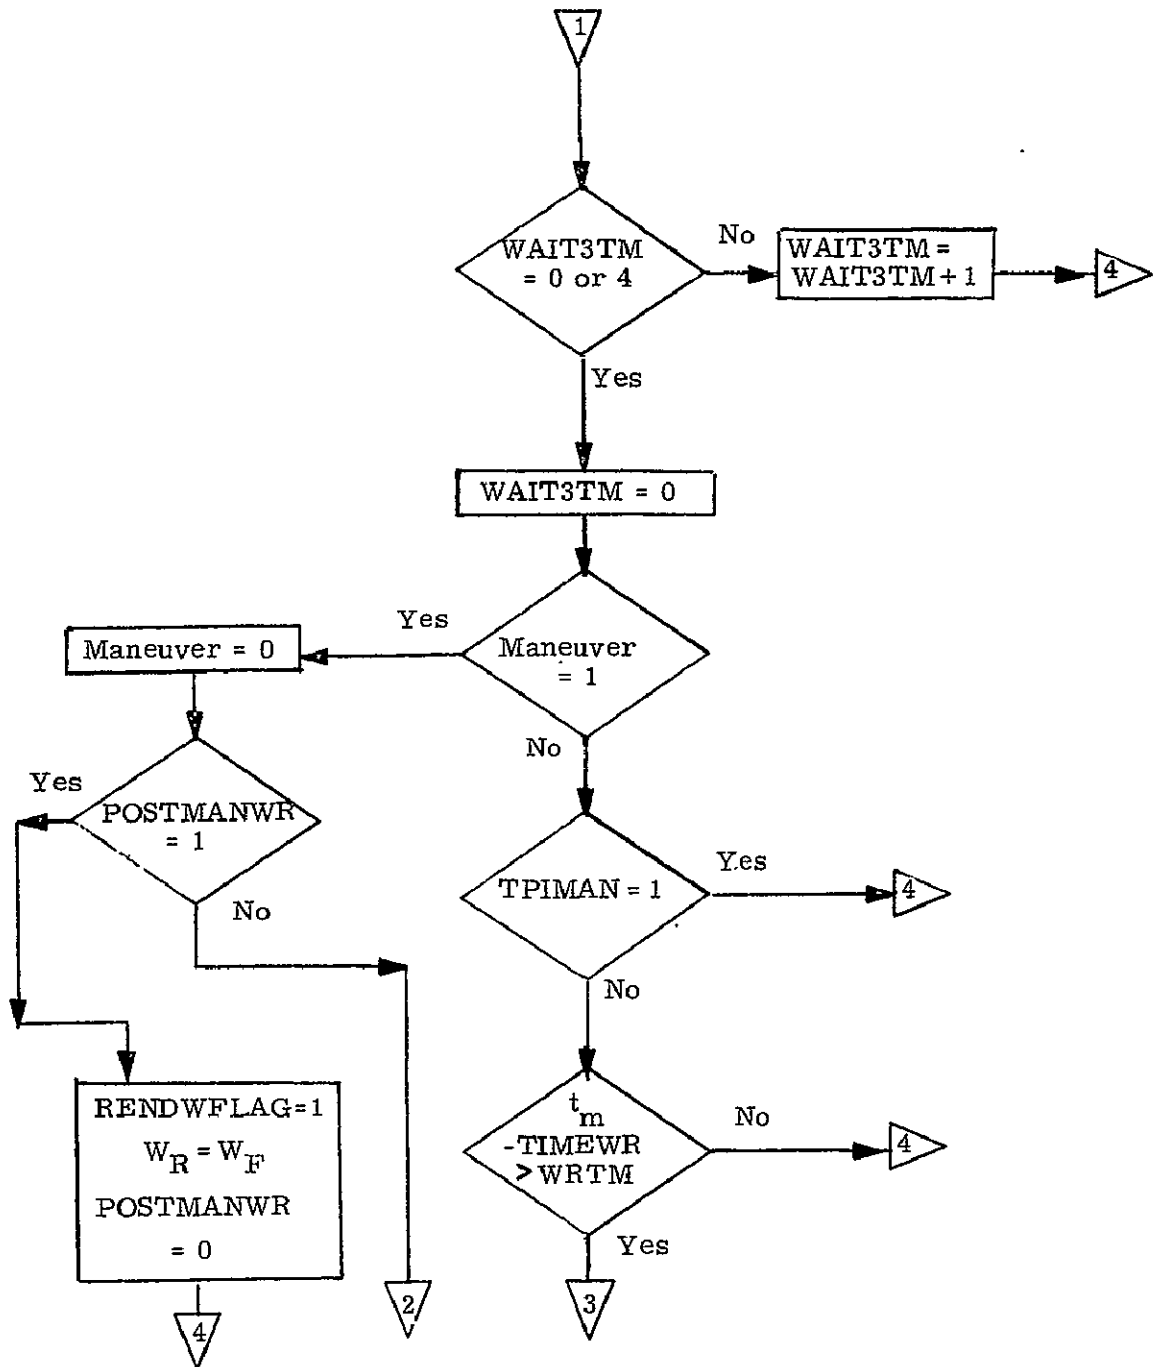 1
WAIT3TM
= 0 or 4
No
WAIT3TM =
WAIT3TM + 1
4
Yes
WAIT3TM = 0
Maneuver
= 1
Yes
Maneuver = 0
No
POSTMANWR
= 1
Yes
No
TPIMAN = 1
Yes
4
No
t_m
-TIMEWR
> WRTM
No
4
Yes
3
RENDWFLAG=1
W_R = W_F
POSTMANWR
= 0
4
2